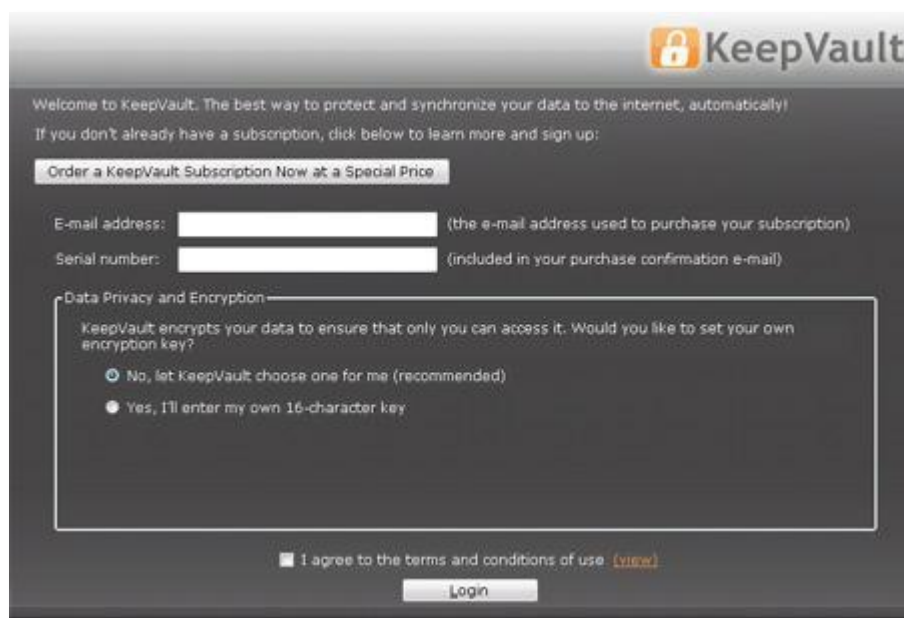 KeepVault
Welcome to KeepVault. The best way to protect and synchronize your data to the internet, automatically!
If you don't already have a subscription, click below to learn more and sign up:
Order a KeepVault Subscription Now at a Special Price
E-mail address: (the e-mail address used to purchase your subscription)
Serial number: (included in your purchase confirmation e-mail)
Data Privacy and Encryption
KeepVault encrypts your data to ensure that only you can access it. Would you like to set your own
encryption key?
No, let KeepVault choose one for me (recommended)
Yes, I'll enter my own 16-character key
I agree to the terms and conditions of use (view)
Login